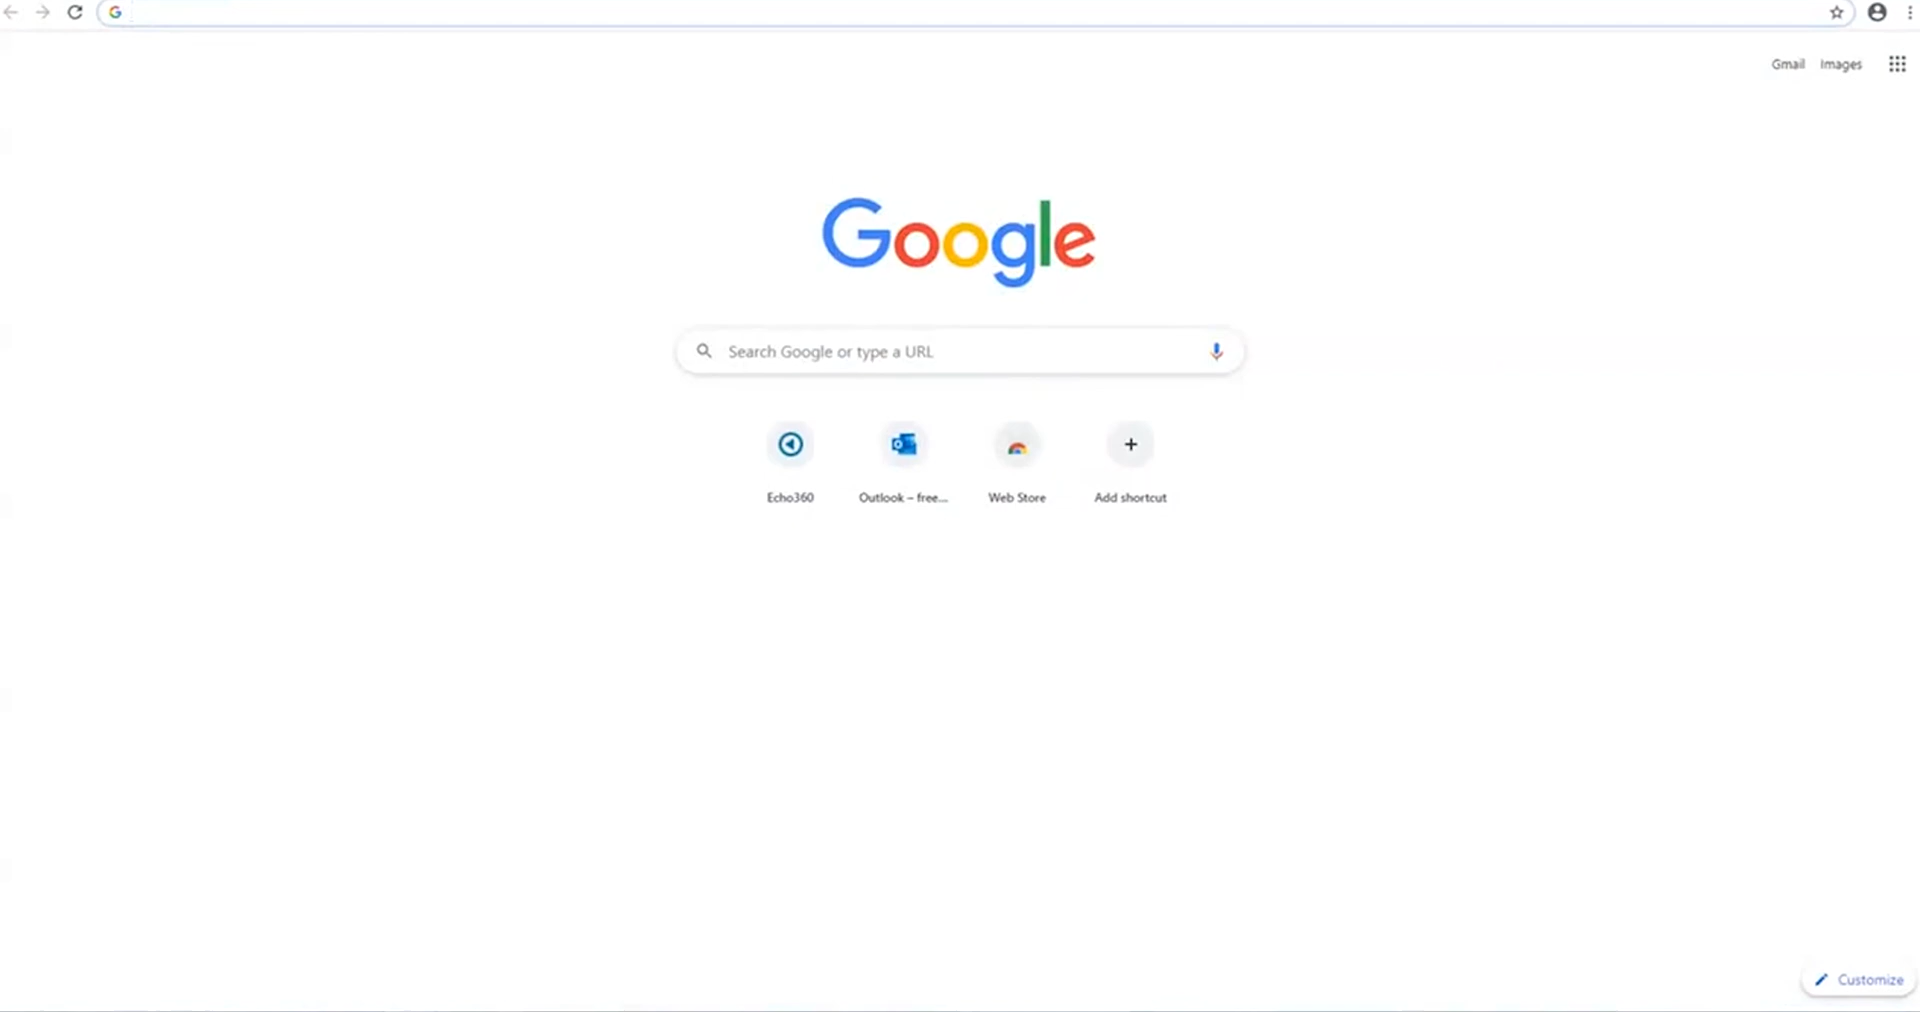 Gmail Images
Google
Search Google or type a URL
Echo360
Outlook – free...
Web Store
Add shortcut
Customize